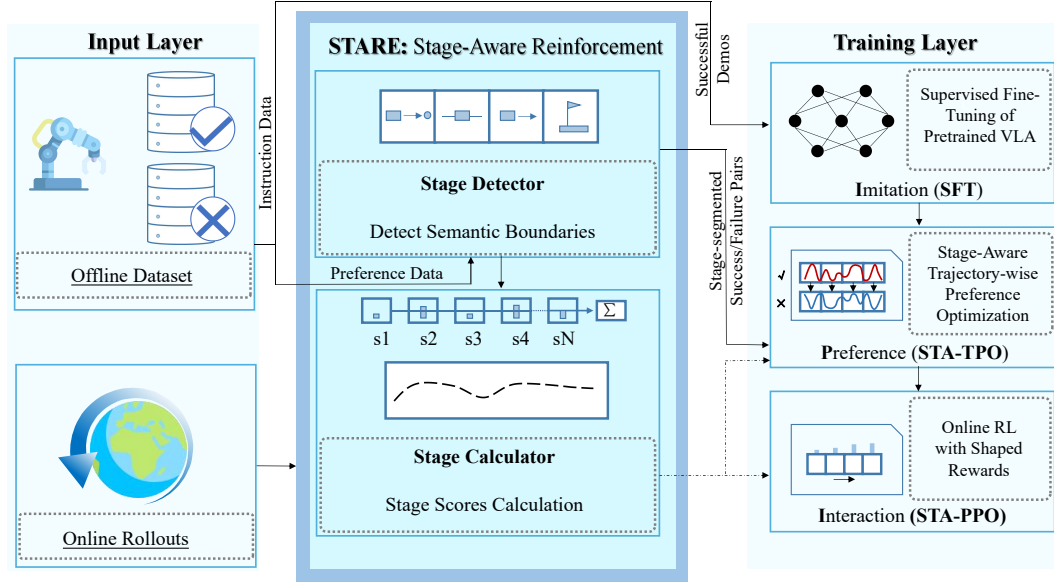 Input Layer
Offline Dataset
Online Rollouts
Instruction Data
Preference Data
STARE: Stage-Aware Reinforcement
Stage Detector
Detect Semantic Boundaries
s1 s2 s3 s4 sN
Σ
Stage Calculator
Stage Scores Calculation
Successful
Demos
Stage-segmented
Success/Failure Pairs
Training Layer
Supervised Fine-
Tuning of
Pretrained VLA
Imitation (SFT)
Stage-Aware
Trajectory-wise
Preference
Optimization
Preference (STA-TPO)
Online RL
with Shaped
Rewards
Interaction (STA-PPO)